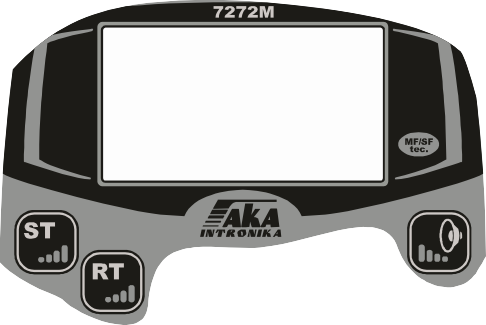 7272M
MF/SF
tec.
AKA
INTRONIKA
ST
RT